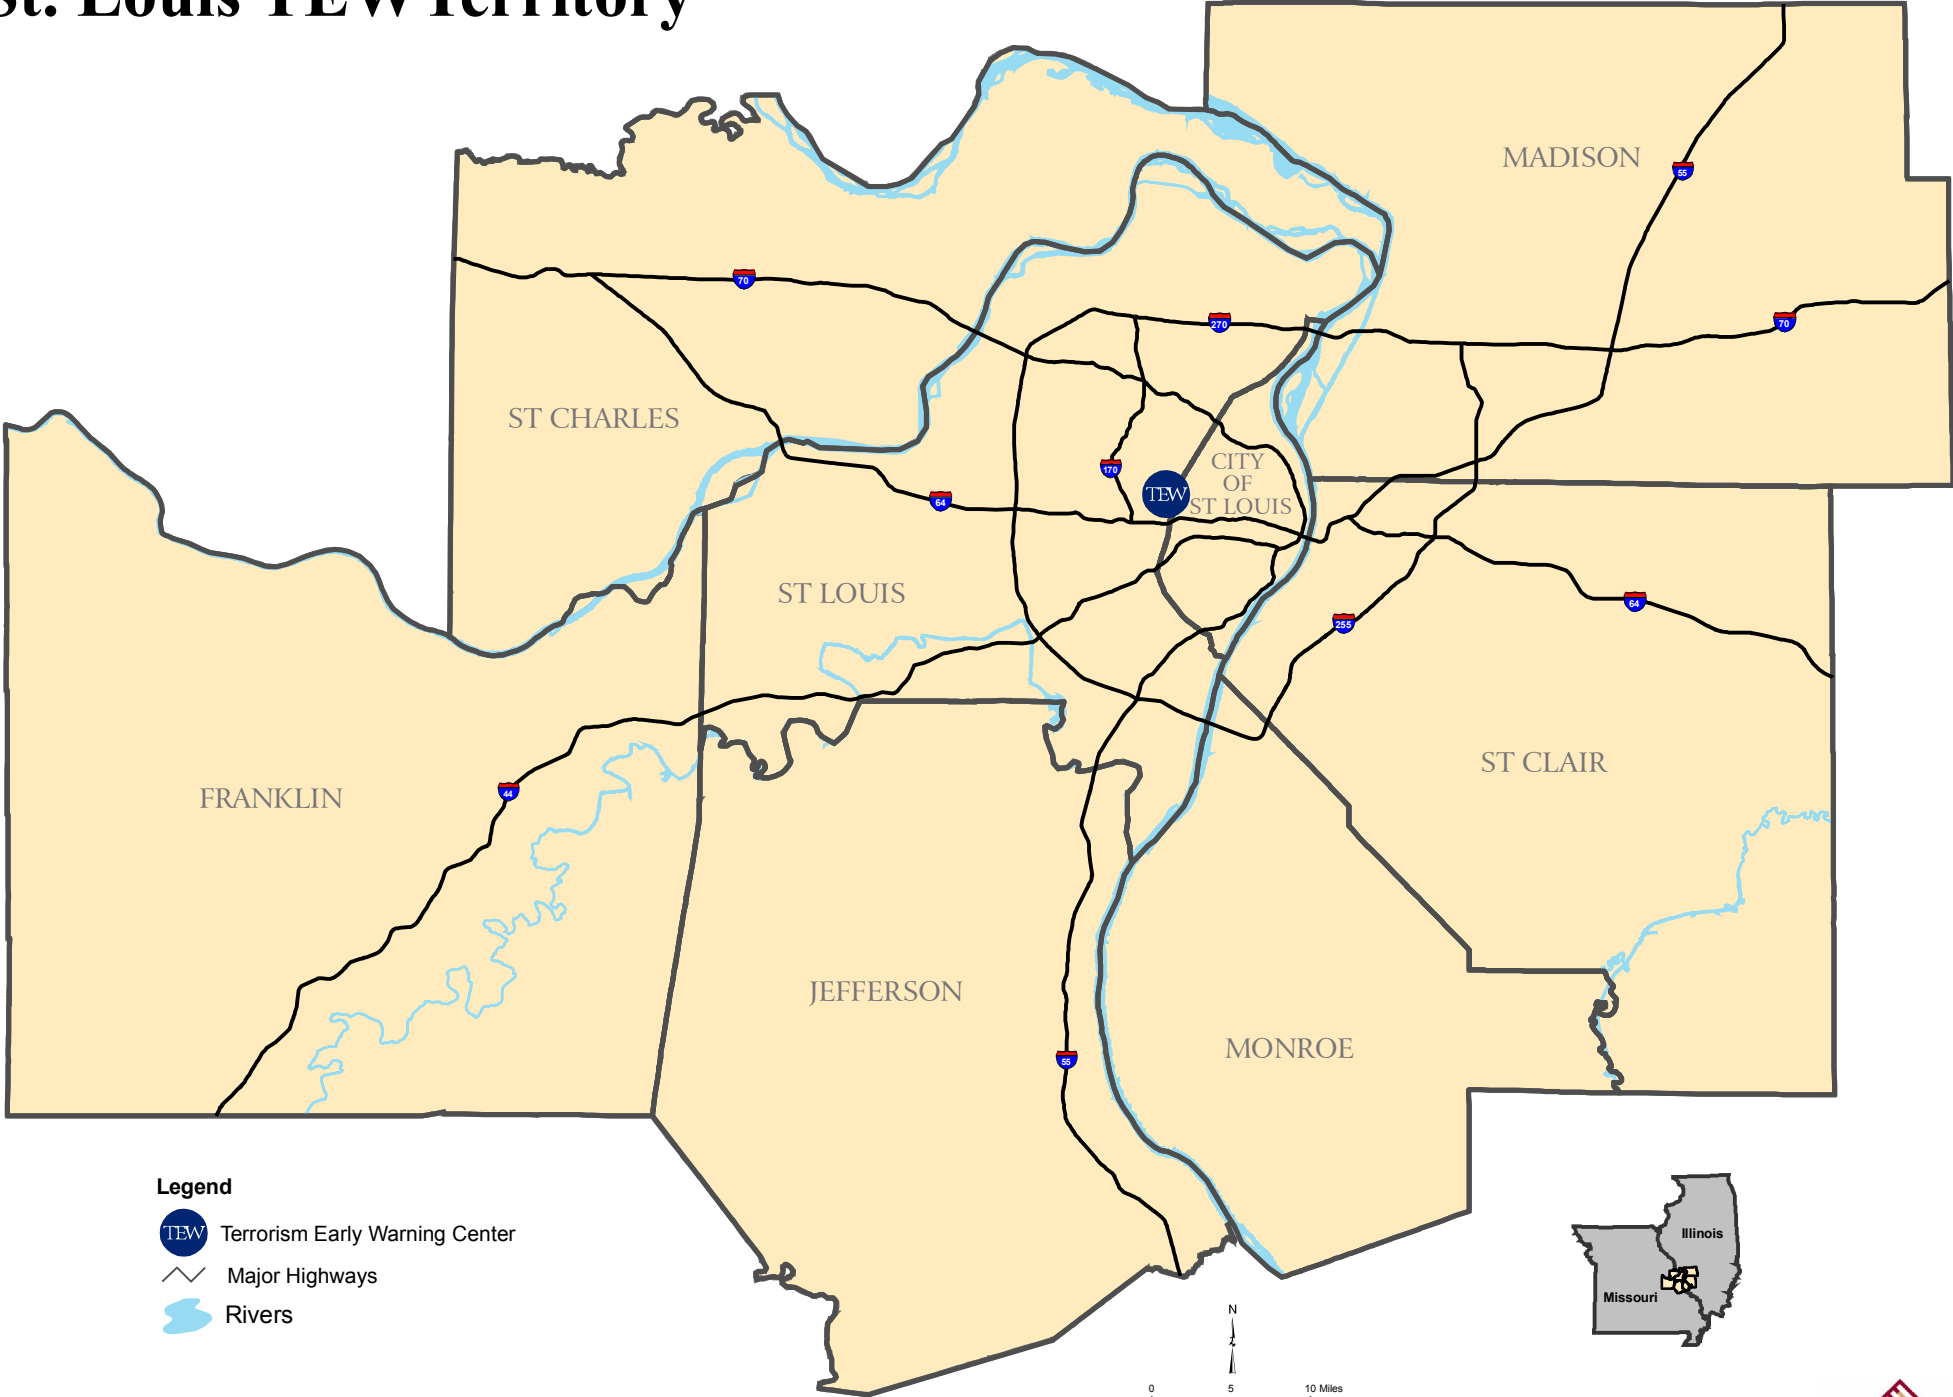 St. Louis TEW Territory
MADISON
55
70
270
70
ST CHARLES
170
CITY
OF
ST LOUIS
TEW
64
ST LOUIS
64
255
ST CLAIR
44
FRANKLIN
JEFFERSON
MONROE
55
Legend
TEW Terrorism Early Warning Center
Major Highways
Rivers
Illinois
Missouri
N
0 5 10 Miles